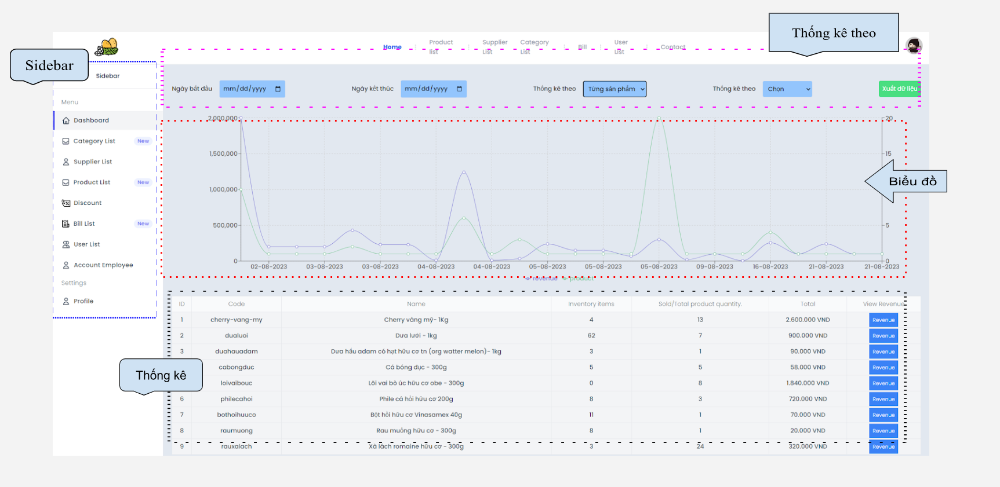 Thống kê theo
Home
Product list
Supplier List
Category List
Bill
User List
Contact
Sidebar
Sidebar
Ngày bắt đầu
mm/dd/yyyy
Ngày kết thúc
mm/dd/yyyy
Thống kê theo
Từng sản phẩm
Thống kê theo
Chọn
Xuất dữ liệu
Menu
Dashboard
Category List New
Supplier List
Product List New
Discount
Bill List New
User List
Account Employee
Settings
Profile
2,000,000
1,500,000
1,000,000
500,000
0
20
15
5
0
Biểu đồ
02-08-2023 03-08-2023 03-08-2023 04-08-2023 04-08-2023 05-08-2023 05-08-2023 05-08-2023 09-08-2023 16-08-2023 21-08-2023 21-08-2023
revenue product
ID Code Name Inventory items Sold/Total product quantity. Total View Revenue
1 cherry-vang-my Cherry vàng mỹ- 1Kg 4 13 2.600.000 VND Revenue
2 dualuoi Dưa lưới - 1kg 62 7 900.000 VND Revenue
3 duahauadam Dưa hấu adam có hạt hữu cơ tn (org watter melon)- 1kg 3 1 90.000 VND Revenue
cabongduc Cá bóng dục - 300g 5 5 58.000 VND Revenue
loivaibouc Lõi vai bò úc hữu cơ obe - 300g 0 8 1.840.000 VND Revenue
6 philecahoi Phile cá hồi hữu cơ 200g 8 3 720.000 VND Revenue
7 bothoihuuco Bột hồi hữu cơ Vinasamex 40g 11 1 70.000 VND Revenue
8 raumuong Rau muống hữu cơ - 300g 8 1 20.000 VND Revenue
9 rauxalach Xà lách romaine hữu cơ - 300g 3 24 320.000 VND Revenue
Thống kê